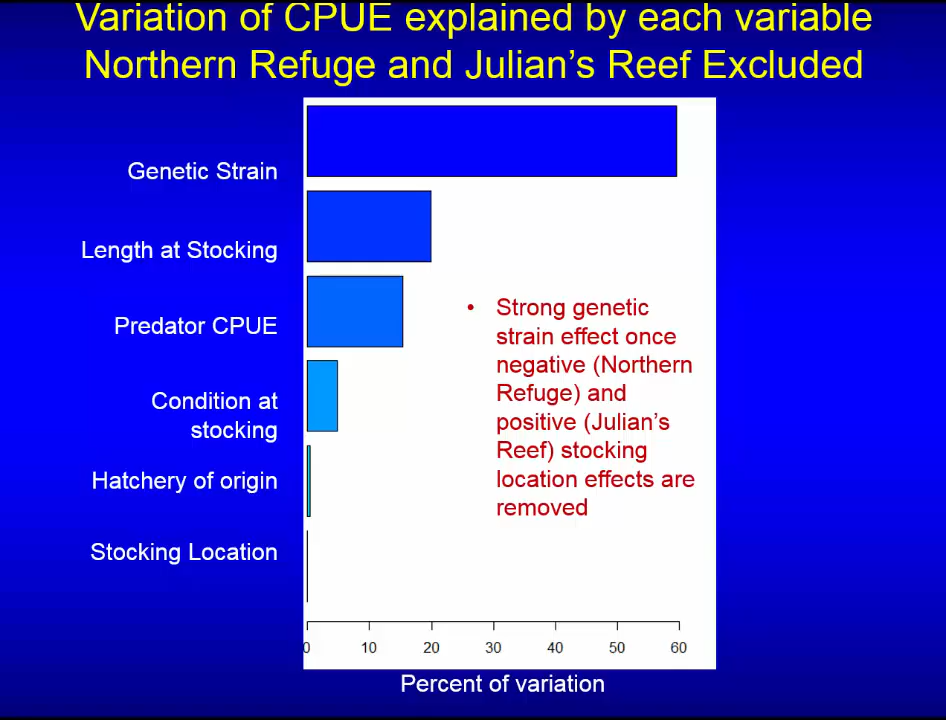 Variation of CPUE explained by each variable
Northern Refuge and Julian's Reef Excluded
Genetic Strain
Length at Stocking
Predator CPUE
Condition at
stocking
Hatchery of origin
Stocking Location
• Strong genetic
strain effect once
negative (Northern
Refuge) and
positive (Julian's
Reef) stocking
location effects are
removed
0 10 20 30 40 50 60
Percent of variation